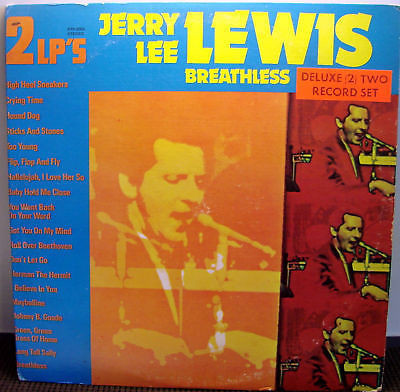 2 LP'S
JERRY
LEE
LEWIS
BREATHLESS
DELUXE (2) TWO
RECORD SET
High Heel Sneakers
Crying Time
Hound Dog
Sticks And Stones
Too Young
Flip, Flop And Fly
Hallelujah, I Love Her So
Baby Hold Me Close
You Went Back
On Your Word
Got You On My Mind
Roll Over Beethoven
Don't Let Go
Herman The Hermit
I Believe In You
Maybelline
Johnny B. Goode
Green, Green
Grass Of Home
Long Tall Sally
Breathless